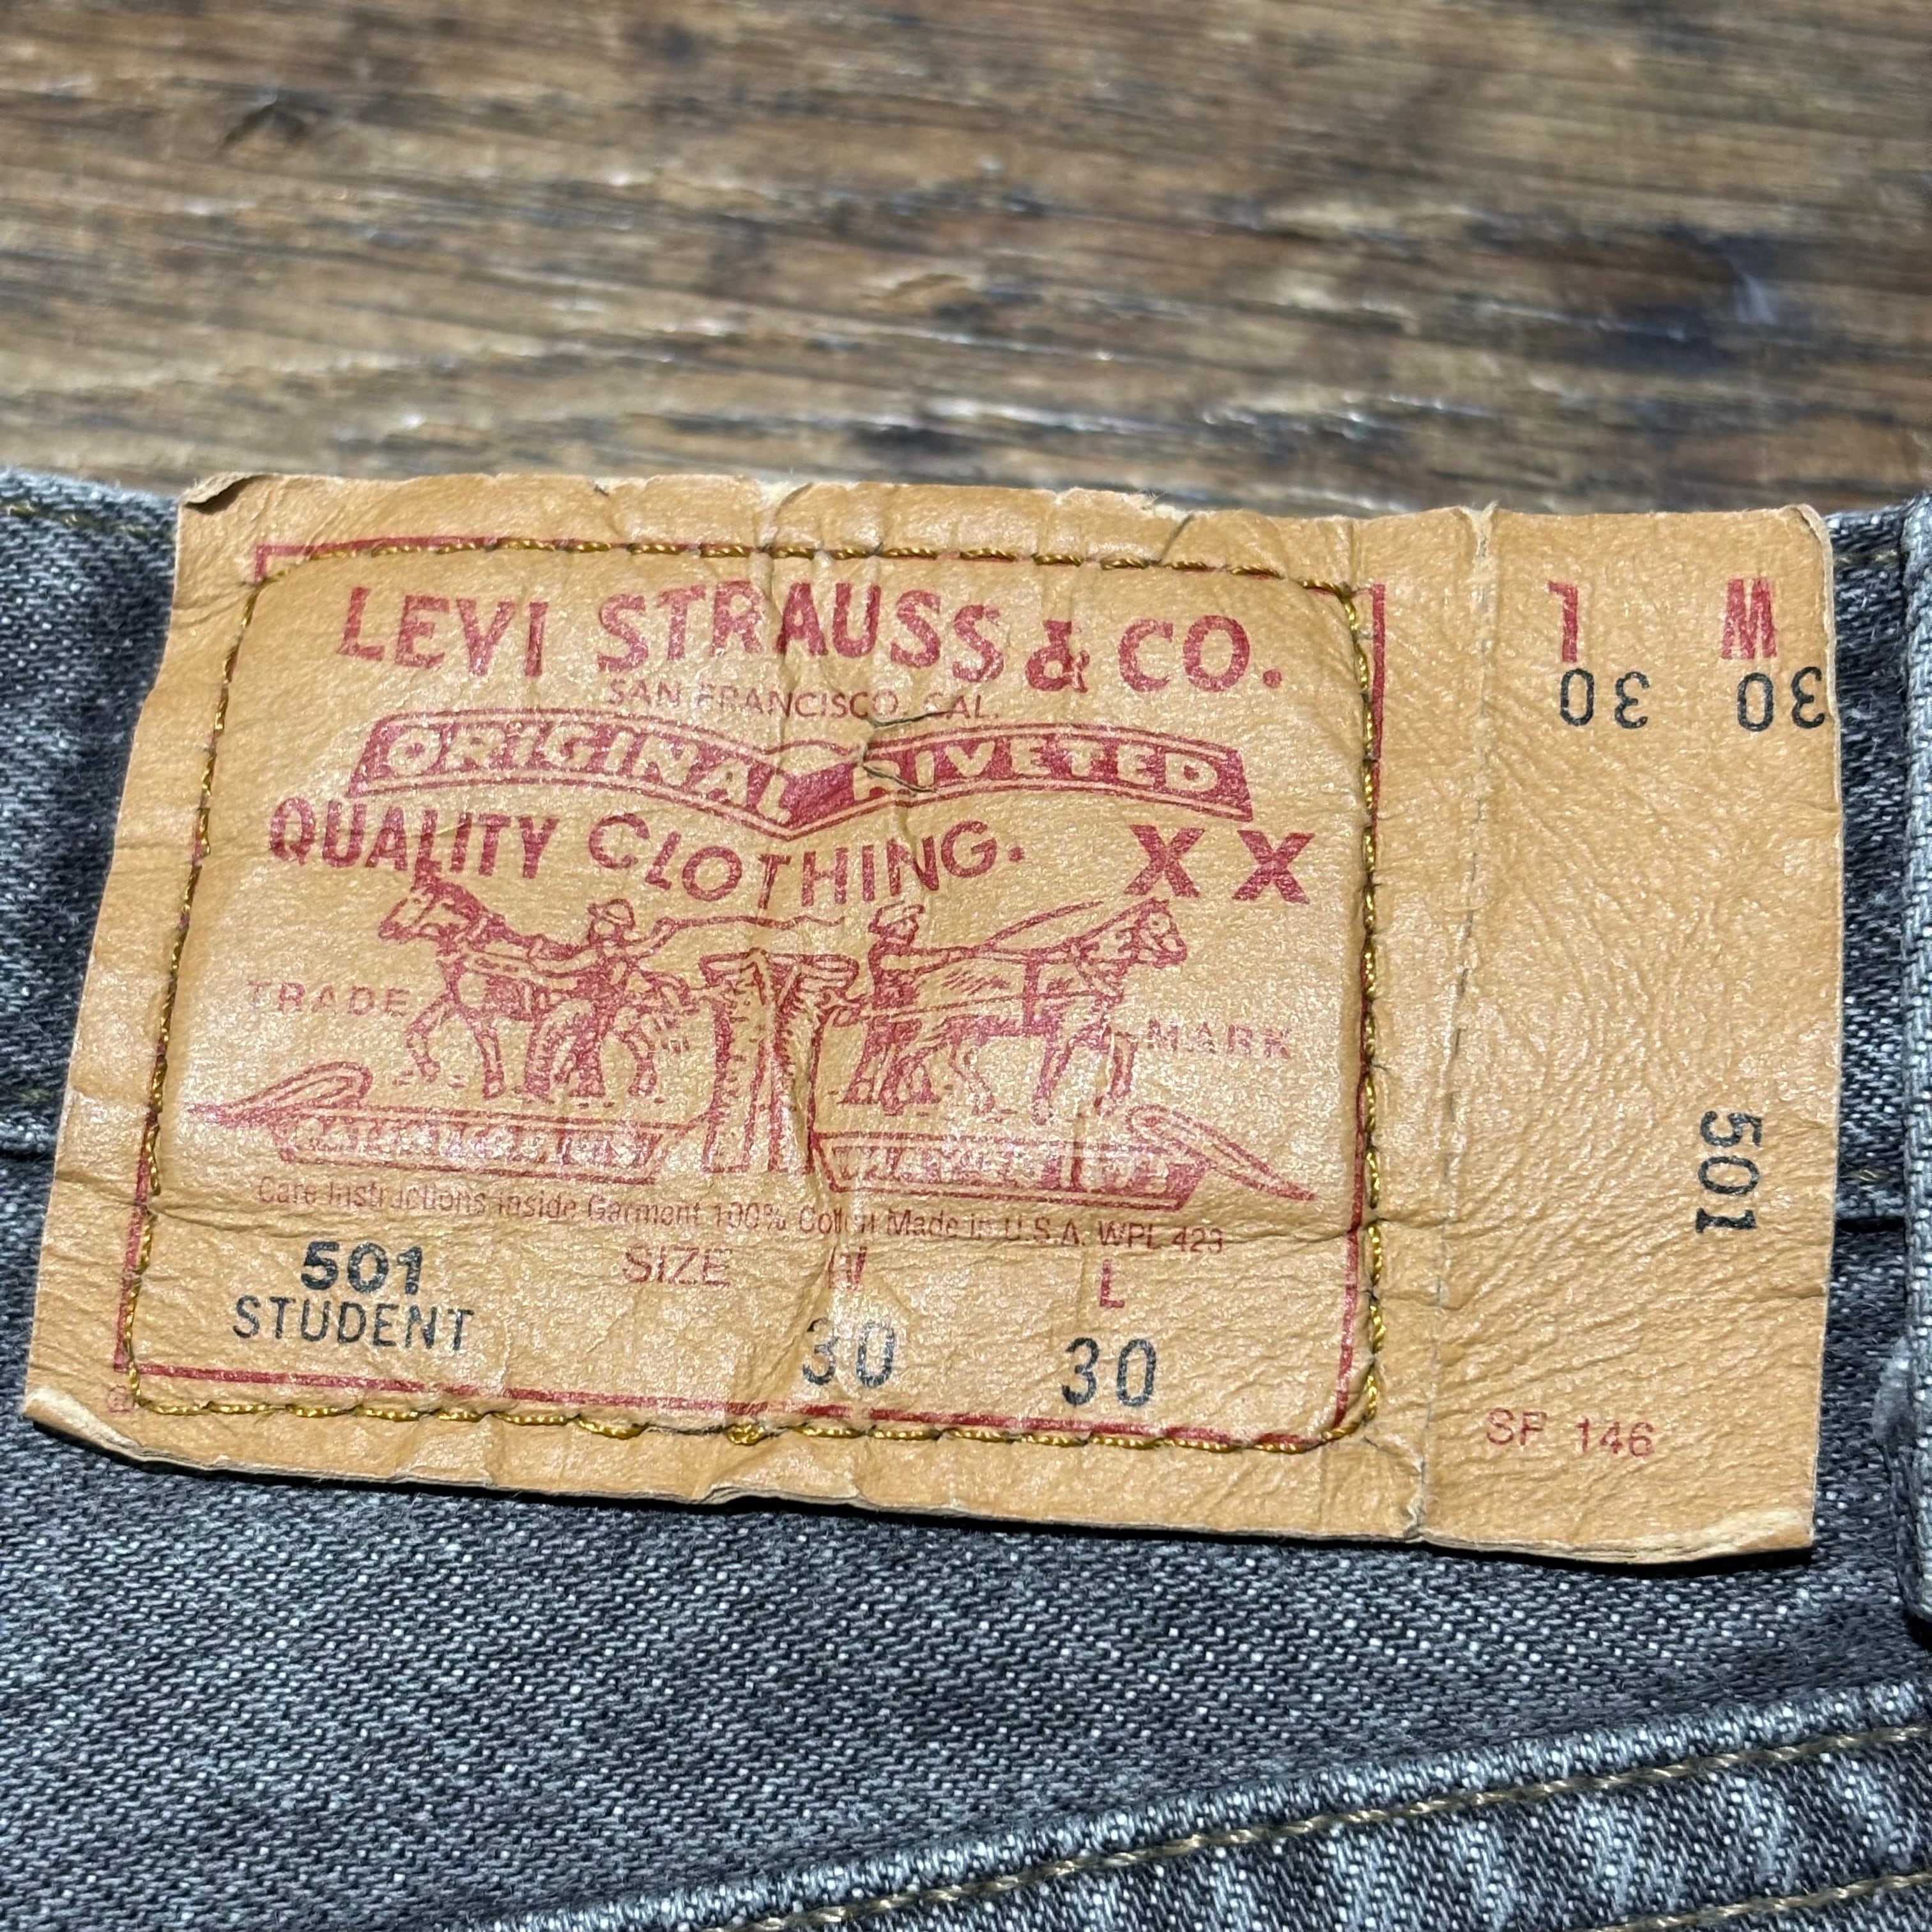 LEVI STRAUSS & CO.
SAN FRANCISCO, CAL.
ORIGINAL RIVETED
QUALITY CLOTHING. XX
TRADE MARK
Care Instructions Inside Garment 100% Cotton Made in U.S.A. WPL 423
501 SIZE W L
STUDENT 30 30
L W
30 30
501
SF 146